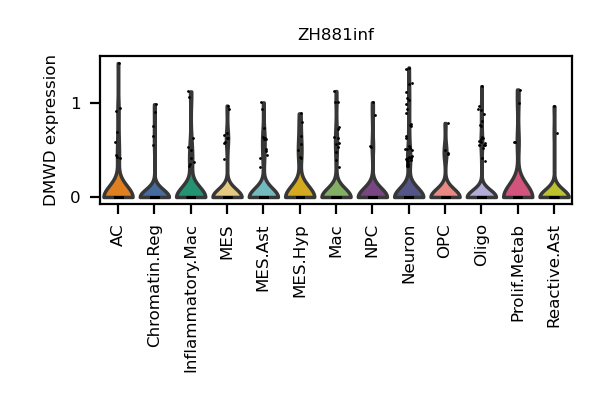 ZH881inf
DMWD expression
1
0
AC
Chromatin.Reg
Inflammatory.Mac
MES
MES.Ast
MES.Hyp
Mac
NPC
Neuron
OPC
Oligo
Prolif.Metab
Reactive.Ast